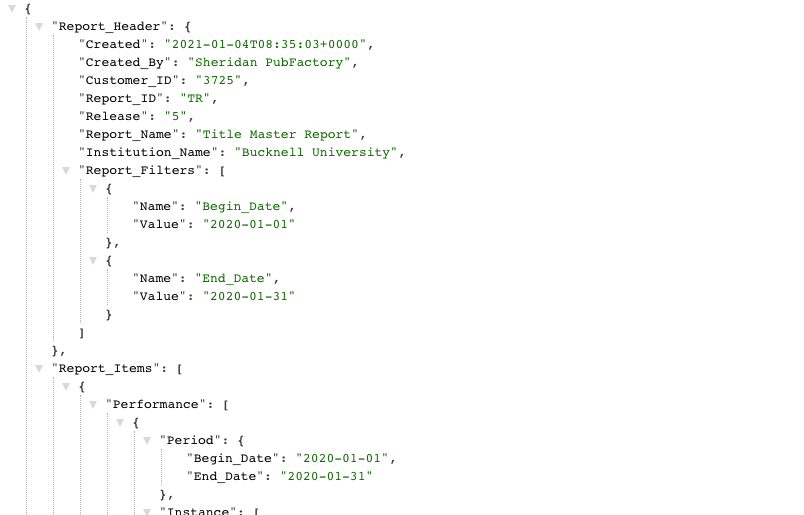 {
"Report_Header": {
"Created": "2021-01-04T08:35:03+0000",
"Created_By": "Sheridan PubFactory",
"Customer_ID": "3725",
"Report_ID": "TR",
"Release": "5",
"Report_Name": "Title Master Report",
"Institution_Name": "Bucknell University",
"Report_Filters": [
{
"Name": "Begin_Date",
"Value": "2020-01-01"
},
{
"Name": "End_Date",
"Value": "2020-01-31"
}
]
},
"Report_Items": [
{
"Performance": [
{
"Period": {
"Begin_Date": "2020-01-01",
"End_Date": "2020-01-31"
},
"Instance": [